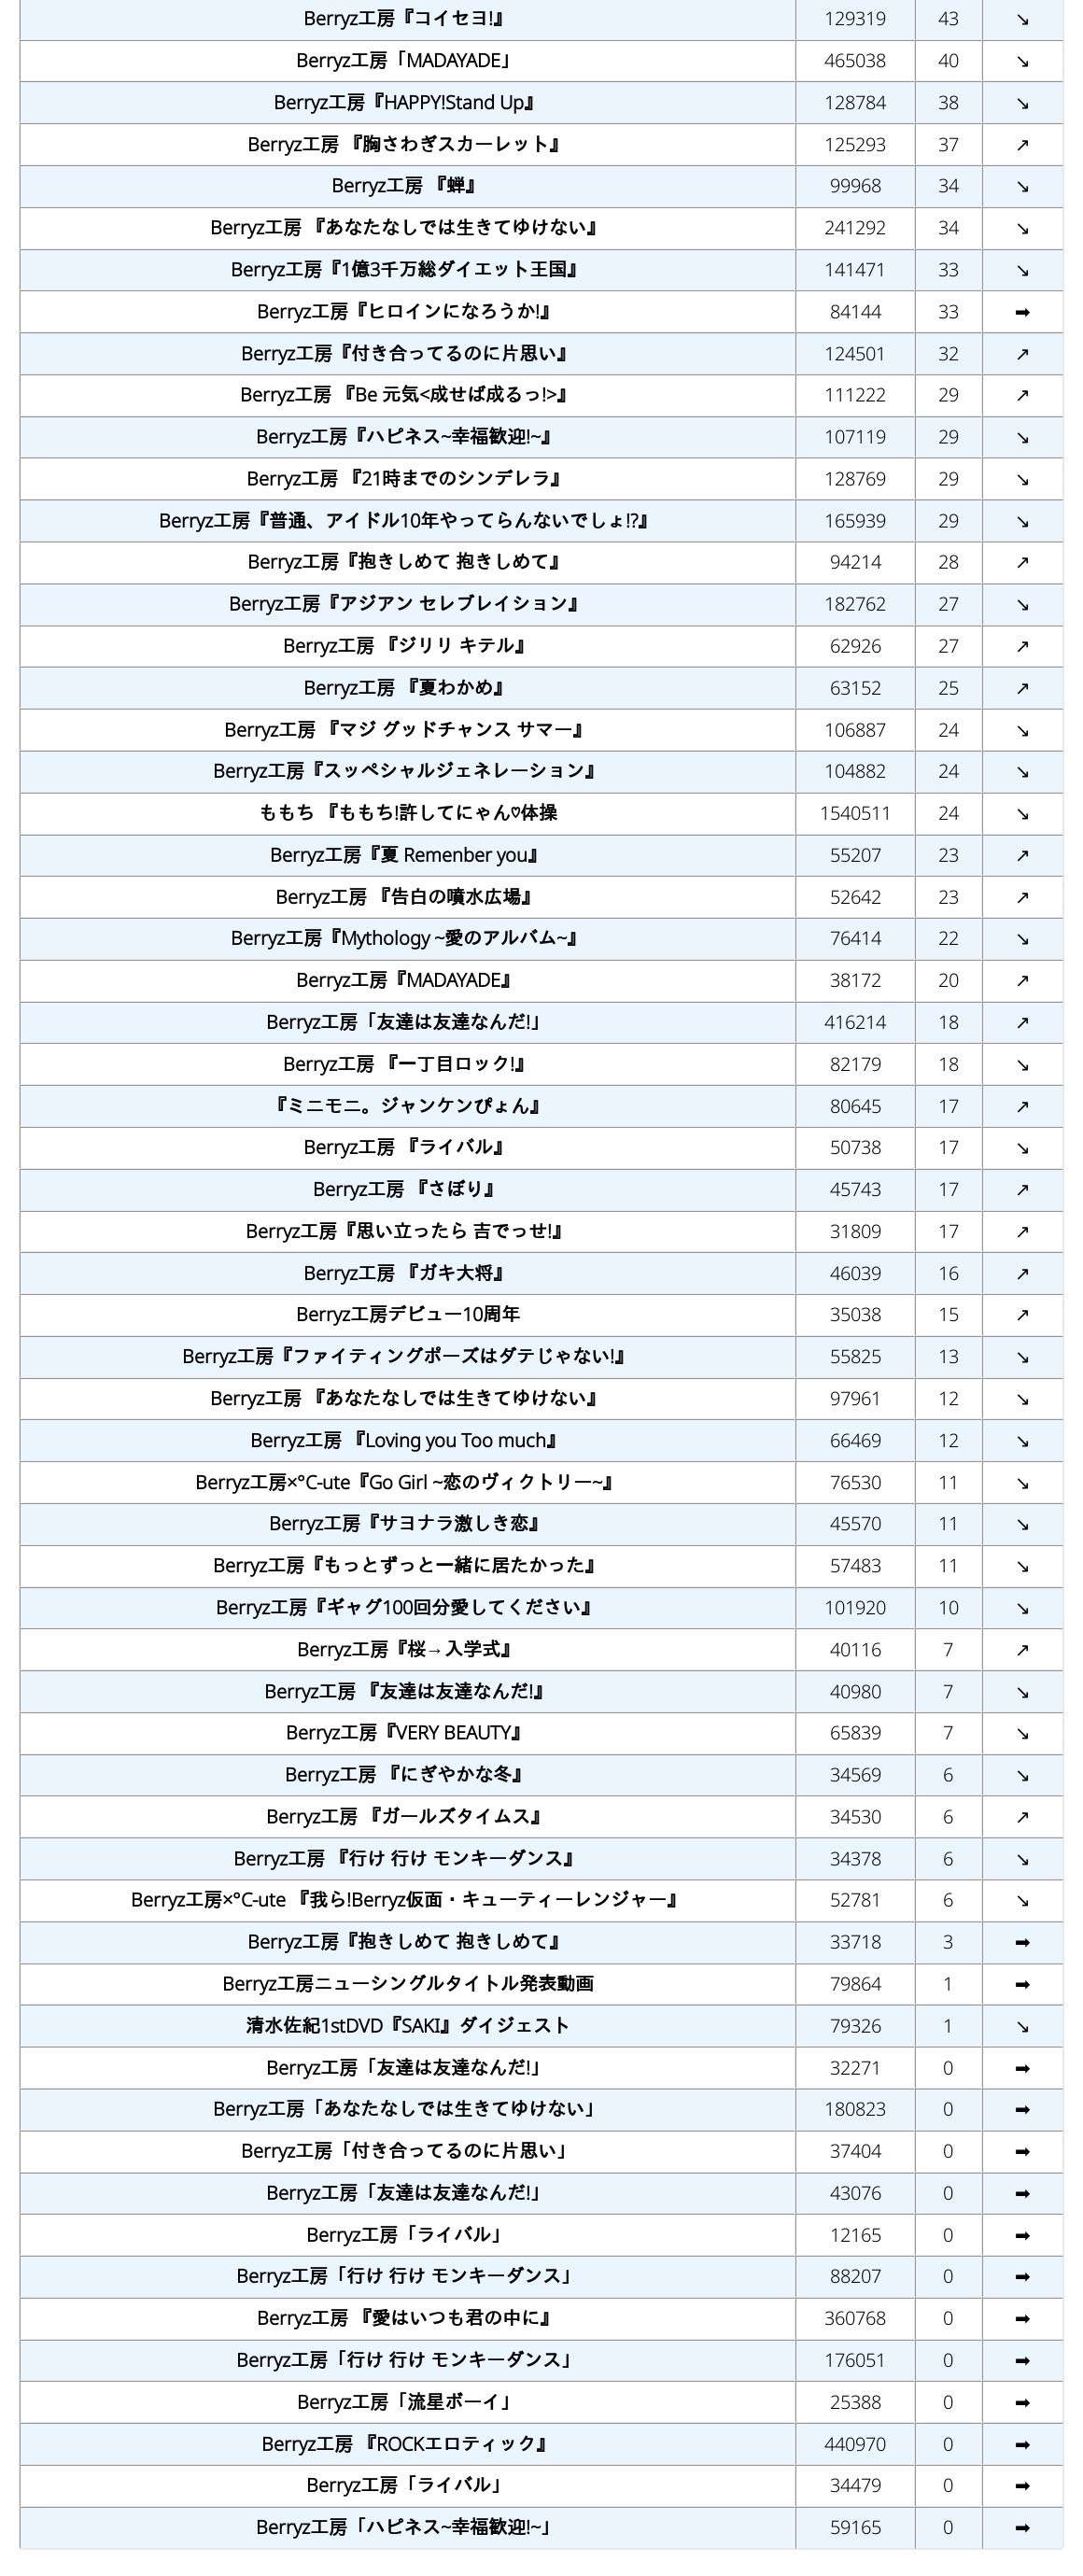 Berryz工房『コイセヨ!』 129319 43 ↘
Berryz工房「MADAYADE」 465038 40 ↘
Berryz工房『HAPPY!Stand Up』 128784 38 ↘
Berryz工房 『胸さわぎスカーレット』 125293 37 ↗
Berryz工房 『蝉』 99968 34 ↘
Berryz工房 『あなたなしでは生きてゆけない』 241292 34 ↘
Berryz工房『1億3千万総ダイエット王国』 141471 33 ↘
Berryz工房『ヒロインになろうか!』 84144 33 ➡
Berryz工房『付き合ってるのに片思い』 124501 32 ↗
Berryz工房 『Be 元気<成せば成るっ!>』 111222 29 ↗
Berryz工房『ハピネス~幸福歓迎!~』 107119 29 ↘
Berryz工房 『21時までのシンデレラ』 128769 29 ↘
Berryz工房『普通、アイドル10年やってらんないでしょ!?』 165939 29 ↘
Berryz工房『抱きしめて 抱きしめて』 94214 28 ↗
Berryz工房『アジアン セレブレイション』 182762 27 ↘
Berryz工房 『ジリリ キテル』 62926 27 ↗
Berryz工房 『夏わかめ』 63152 25 ↗
Berryz工房 『マジ グッドチャンス サマー』 106887 24 ↘
Berryz工房『スッペシャルジェネレーション』 104882 24 ↘
ももち 『ももち!許してにゃん♡体操 1540511 24 ↘
Berryz工房『夏 Remenber you』 55207 23 ↗
Berryz工房 『告白の噴水広場』 52642 23 ↗
Berryz工房『Mythology ~愛のアルバム~』 76414 22 ↘
Berryz工房『MADAYADE』 38172 20 ↗
Berryz工房「友達は友達なんだ!」 416214 18 ↗
Berryz工房 『一丁目ロック!』 82179 18 ↘
『ミニモニ。ジャンケンぴょん』 80645 17 ↗
Berryz工房 『ライバル』 50738 17 ↘
Berryz工房 『さぼり』 45743 17 ↗
Berryz工房『思い立ったら 吉でっせ!』 31809 17 ↗
Berryz工房 『ガキ大将』 46039 16 ↗
Berryz工房デビュー10周年 35038 15 ↗
Berryz工房『ファイティングポーズはダテじゃない!』 55825 13 ↘
Berryz工房 『あなたなしでは生きてゆけない』 97961 12 ↘
Berryz工房 『Loving you Too much』 66469 12 ↘
Berryz工房×°C-ute『Go Girl ~恋のヴィクトリー~』 76530 11 ↘
Berryz工房『サヨナラ激しき恋』 45570 11 ↘
Berryz工房『もっとずっと一緒に居たかった』 57483 11 ↘
Berryz工房『ギャグ100回分愛してください』 101920 10 ↘
Berryz工房『桜→入学式』 40116 7 ↗
Berryz工房 『友達は友達なんだ!』 40980 7 ↘
Berryz工房『VERY BEAUTY』 65839 7 ↘
Berryz工房 『にぎやかな冬』 34569 6 ↘
Berryz工房 『ガールズタイムス』 34530 6 ↗
Berryz工房 『行け 行け モンキーダンス』 34378 6 ↘
Berryz工房×°C-ute 『我ら!Berryz仮面・キューティーレンジャー』 52781 6 ↘
Berryz工房『抱きしめて 抱きしめて』 33718 3 ➡
Berryz工房ニューシングルタイトル発表動画 79864 1 ➡
清水佐紀1stDVD『SAKI』ダイジェスト 79326 1 ↘
Berryz工房「友達は友達なんだ!」 32271 0 ➡
Berryz工房「あなたなしでは生きてゆけない」 180823 0 ➡
Berryz工房「付き合ってるのに片思い」 37404 0 ➡
Berryz工房「友達は友達なんだ!」 43076 0 ➡
Berryz工房「ライバル」 12165 0 ➡
Berryz工房「行け 行け モンキーダンス」 88207 0 ➡
Berryz工房 『愛はいつも君の中に』 360768 0 ➡
Berryz工房「行け 行け モンキーダンス」 176051 0 ➡
Berryz工房「流星ボーイ」 25388 0 ➡
Berryz工房 『ROCKエロティック』 440970 0 ➡
Berryz工房「ライバル」 34479 0 ➡
Berryz工房「ハピネス~幸福歓迎!~」 59165 0 ➡